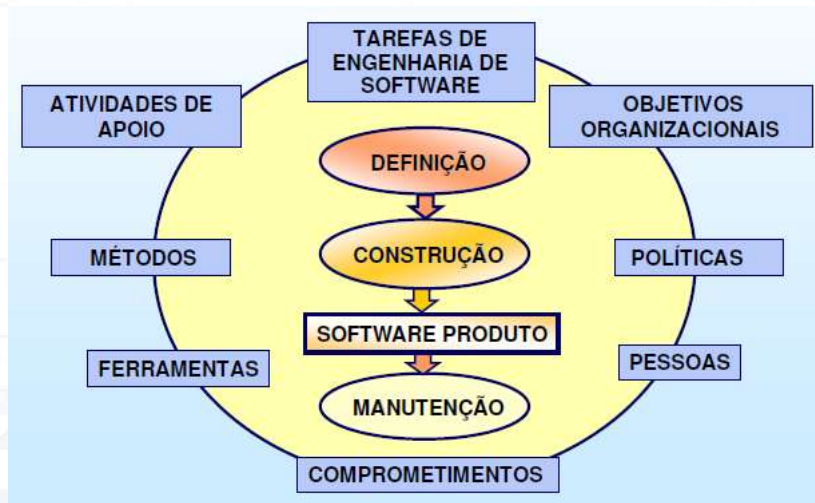 TAREFAS DE
ENGENHARIA DE
SOFTWARE
ATIVIDADES DE
APOIO
OBJETIVOS
ORGANIZACIONAIS
DEFINIÇÃO
MÉTODOS
CONSTRUÇÃO
POLÍTICAS
SOFTWARE PRODUTO
FERRAMENTAS
PESSOAS
MANUTENÇÃO
COMPROMETIMENTOS